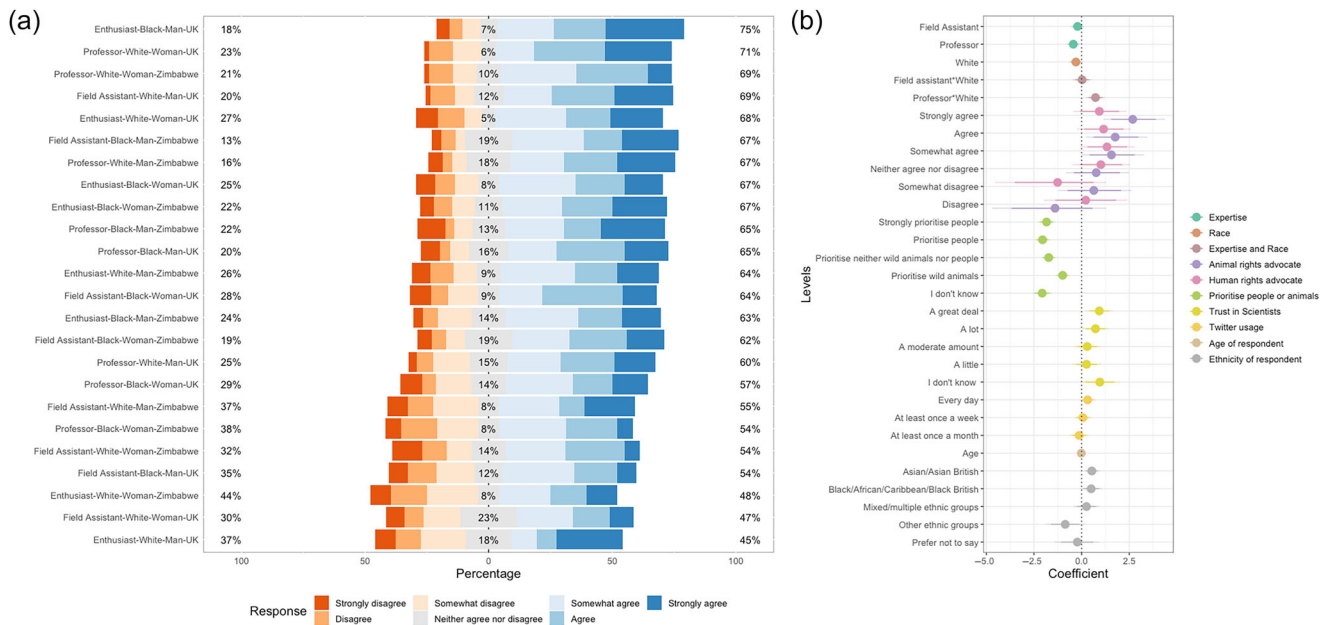 (a)
Enthusiast-Black-Man-UK 18% 7% 75%
Professor-White-Woman-UK 23% 6% 71%
Professor-White-Woman-Zimbabwe 21% 10% 69%
Field Assistant-White-Man-UK 20% 12% 69%
Enthusiast-White-Woman-UK 27% 5% 68%
Field Assistant-Black-Man-Zimbabwe 13% 19% 67%
Professor-White-Man-Zimbabwe 16% 18% 67%
Enthusiast-Black-Woman-UK 25% 8% 67%
Enthusiast-Black-Woman-Zimbabwe 22% 11% 67%
Professor-Black-Man-Zimbabwe 22% 13% 65%
Professor-Black-Man-UK 20% 16% 65%
Enthusiast-White-Man-Zimbabwe 26% 9% 64%
Field Assistant-Black-Woman-UK 28% 9% 64%
Enthusiast-Black-Man-Zimbabwe 24% 14% 63%
Field Assistant-Black-Woman-Zimbabwe 19% 19% 62%
Professor-White-Man-UK 25% 15% 60%
Professor-Black-Woman-UK 29% 14% 57%
Field Assistant-White-Man-Zimbabwe 37% 8% 55%
Professor-Black-Woman-Zimbabwe 38% 8% 54%
Field Assistant-White-Woman-Zimbabwe 32% 14% 54%
Field Assistant-Black-Man-UK 35% 12% 54%
Enthusiast-White-Woman-Zimbabwe 44% 8% 48%
Field Assistant-White-Woman-UK 30% 23% 47%
Enthusiast-White-Man-UK 37% 18% 45%
100 50 0 50 100
Percentage
Response
Strongly disagree Somewhat disagree Somewhat agree Strongly agree
Disagree Neither agree nor disagree Agree
(b)
Levels
Field Assistant
Professor
White
Field assistant*White
Professor*White
Strongly agree
Agree
Somewhat agree
Neither agree nor disagree
Somewhat disagree
Disagree
Strongly prioritise people
Prioritise people
Prioritise neither wild animals nor people
Prioritise wild animals
I don't know
A great deal
A lot
A moderate amount
A little
I don't know
Every day
At least once a week
At least once a month
Age
Asian/Asian British
Black/African/Caribbean/Black British
Mixed/multiple ethnic groups
Other ethnic groups
Prefer not to say
−5.0 −2.5 0.0 2.5
Coefficient
Expertise
Race
Expertise and Race
Animal rights advocate
Human rights advocate
Prioritise people or animals
Trust in Scientists
Twitter usage
Age of respondent
Ethnicity of respondent